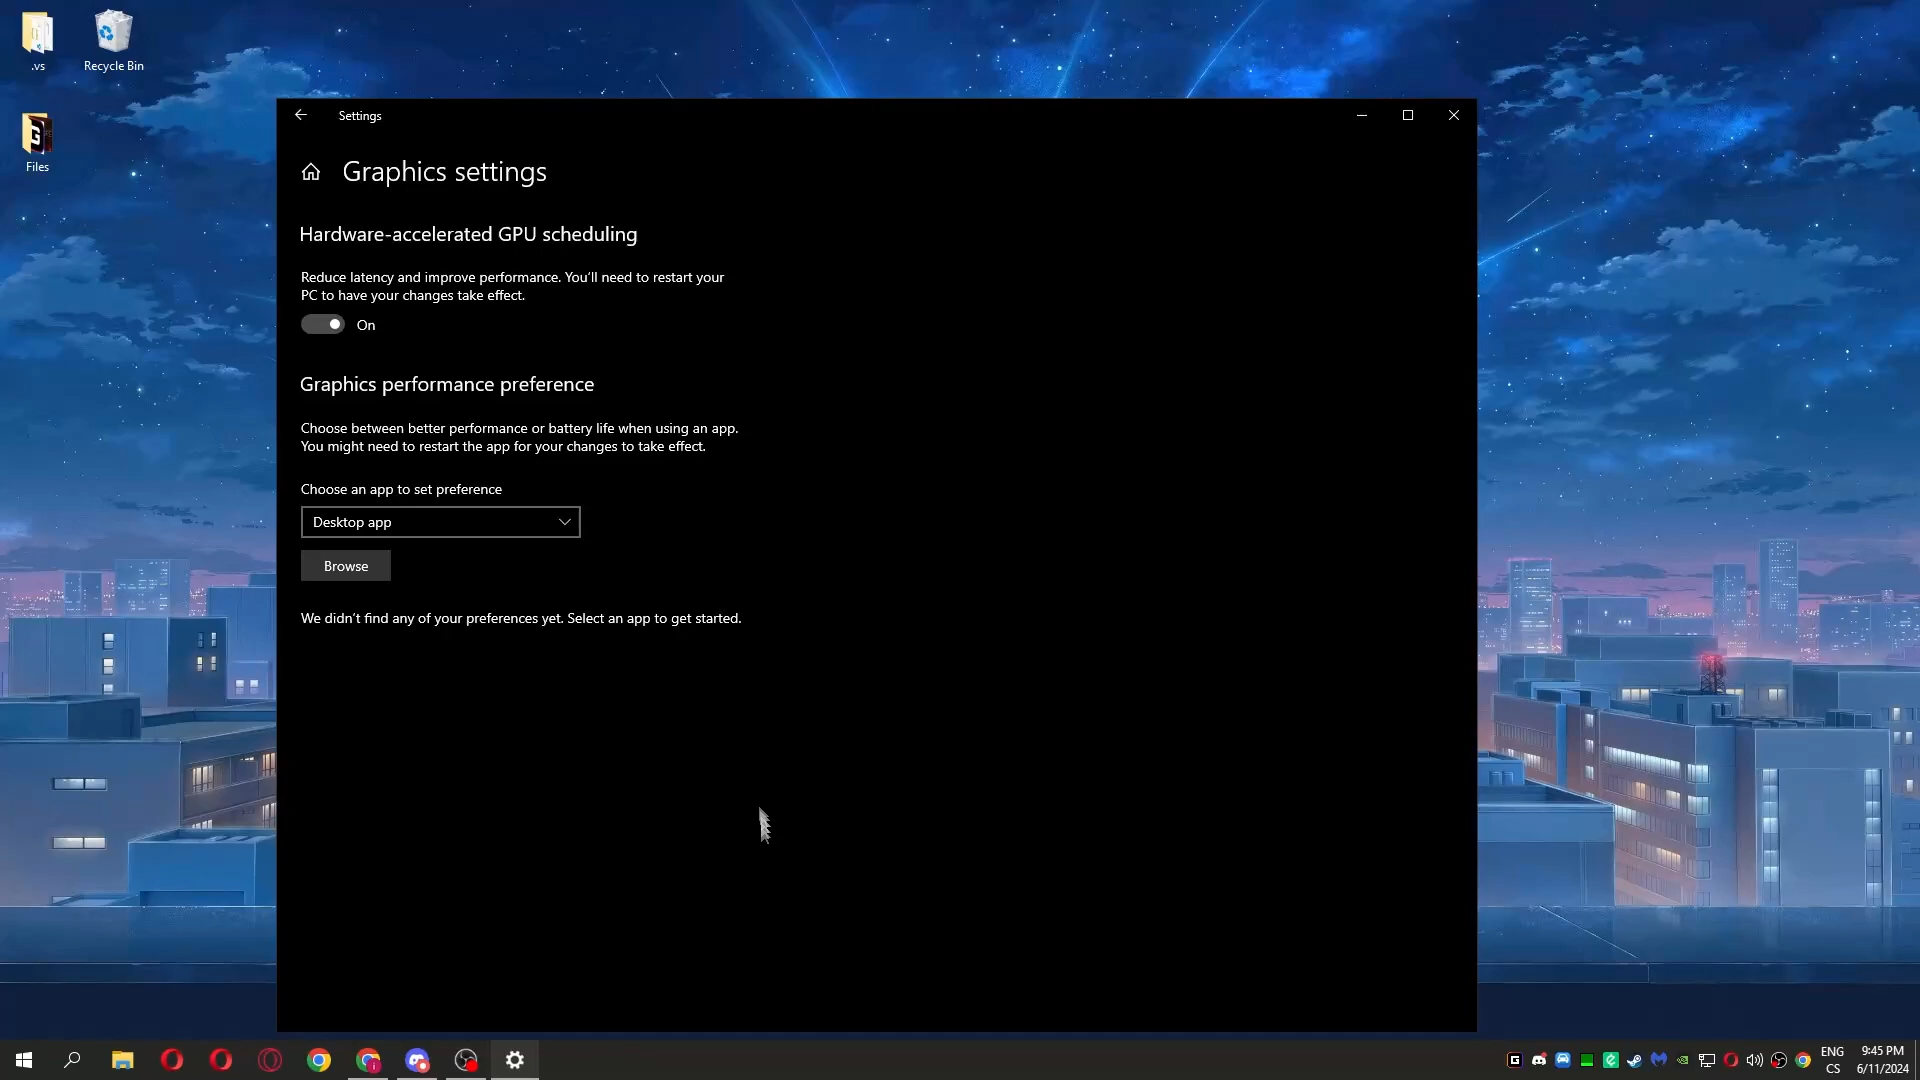 .vs
Recycle Bin
Files
Settings
Graphics settings
Hardware-accelerated GPU scheduling
Reduce latency and improve performance. You'll need to restart your
PC to have your changes take effect.
On
Graphics performance preference
Choose between better performance or battery life when using an app.
You might need to restart the app for your changes to take effect.
Choose an app to set preference
Desktop app
Browse
We didn't find any of your preferences yet. Select an app to get started.
ENG
CS
9:45 PM
6/11/2024